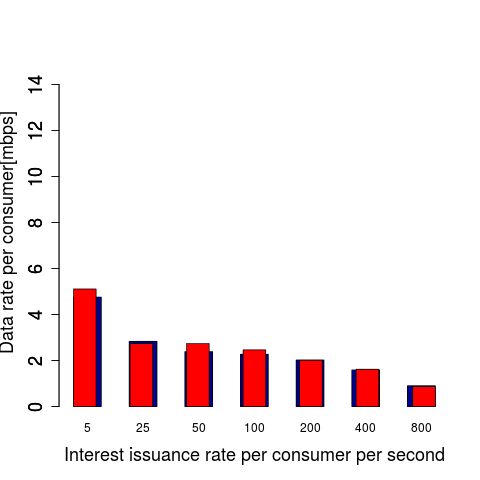 Data rate per consumer[mbps]
14
12
10
8
6
4
2
0
5 25 50 100 200 400 800
Interest issuance rate per consumer per second